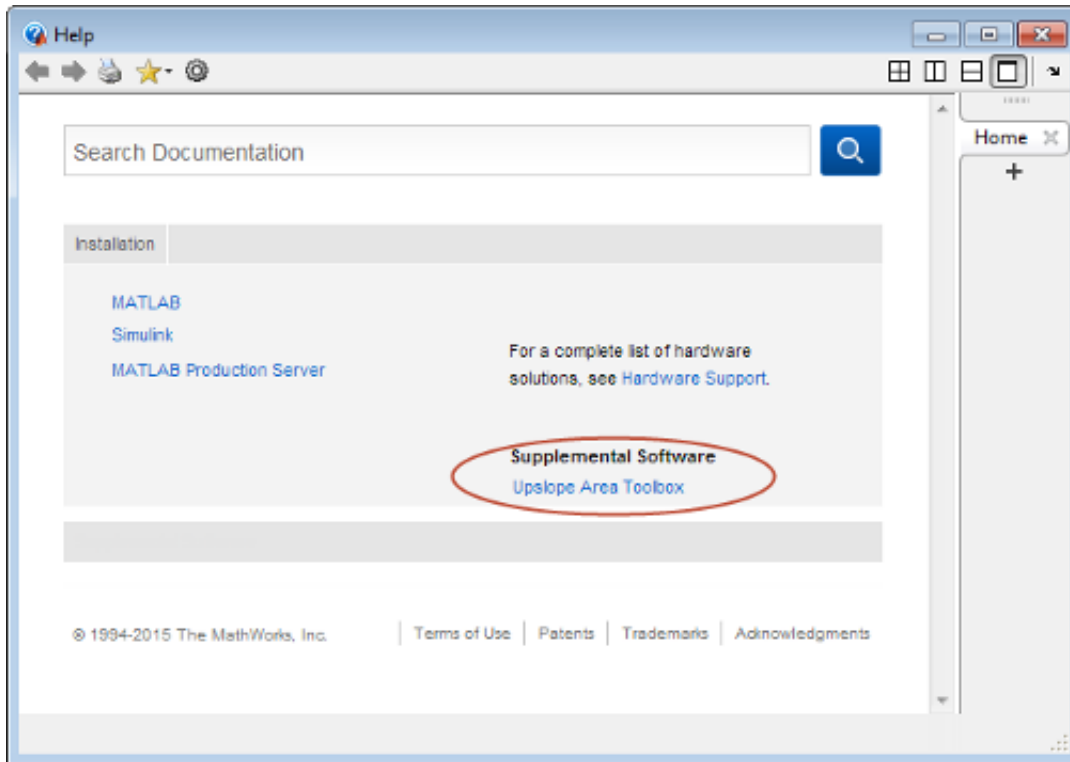 Help
Home
Search Documentation
Installation
MATLAB
Simulink
MATLAB Production Server
For a complete list of hardware
solutions, see Hardware Support.
Supplemental Software
Upslope Area Toolbox
© 1994-2015 The MathWorks, Inc.
Terms of Use
Patents
Trademarks
Acknowledgments